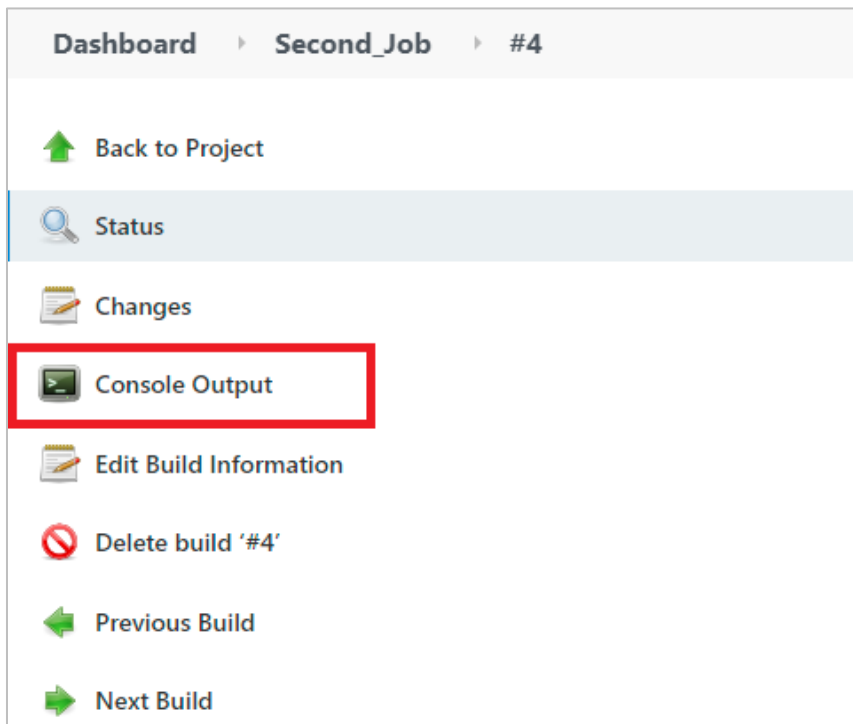 Dashboard Second_Job #4
Back to Project
Status
Changes
Console Output
Edit Build Information
Delete build ‘#4’
Previous Build
Next Build